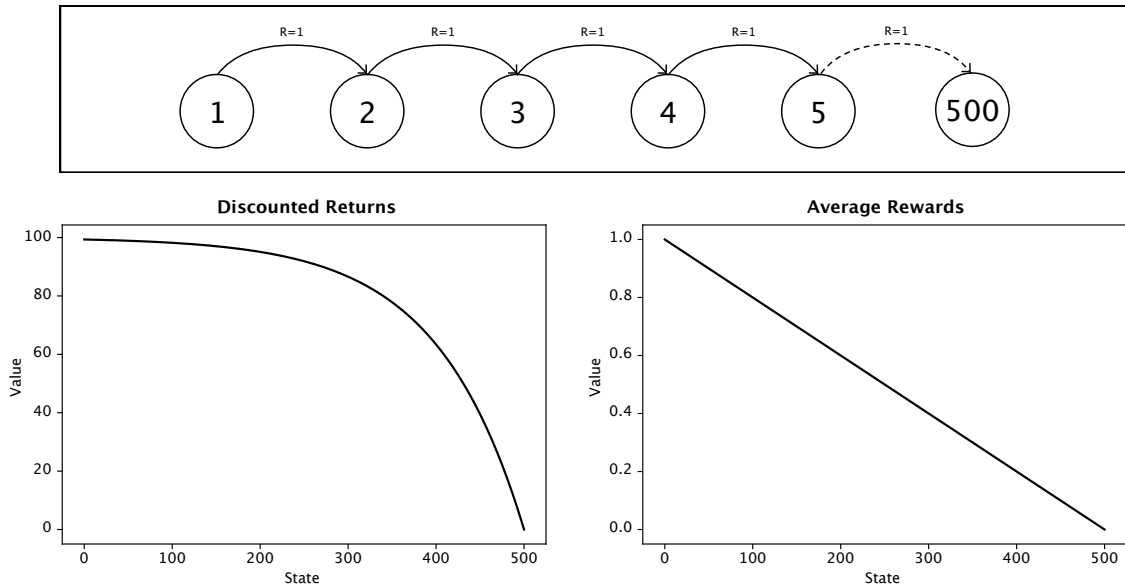 R=1 R=1 R=1 R=1 R=1
1 2 3 4 5 500
Discounted Returns
100
80
60
40
20
0
Value
0 100 200 300 400 500
State
Average Rewards
1.0
0.8
0.6
0.4
0.2
0.0
Value
0 100 200 300 400 500
State